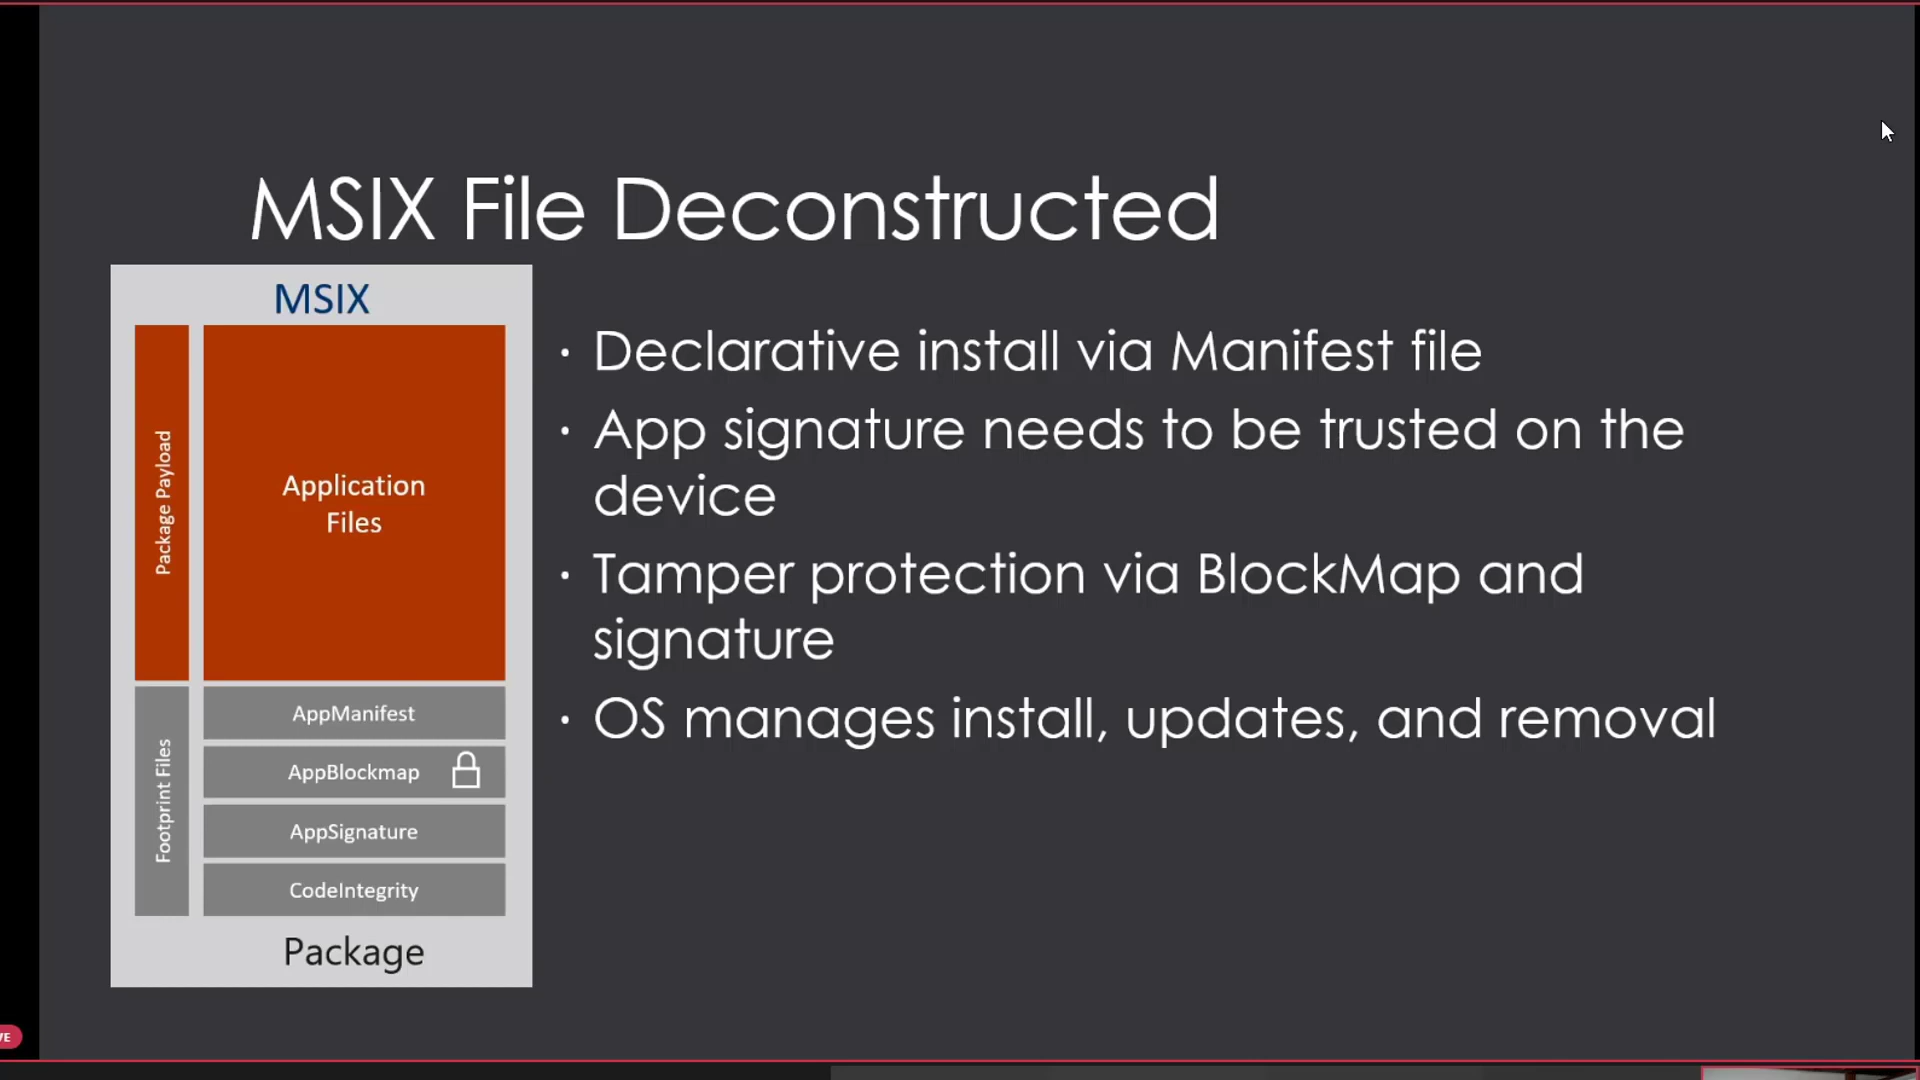 MSIX File Deconstructed
MSIX
Package Payload
Application
Files
Footprint Files
AppManifest
AppBlockmap
AppSignature
CodeIntegrity
Package
· Declarative install via Manifest file
· App signature needs to be trusted on the
device
· Tamper protection via BlockMap and
signature
· OS manages install, updates, and removal